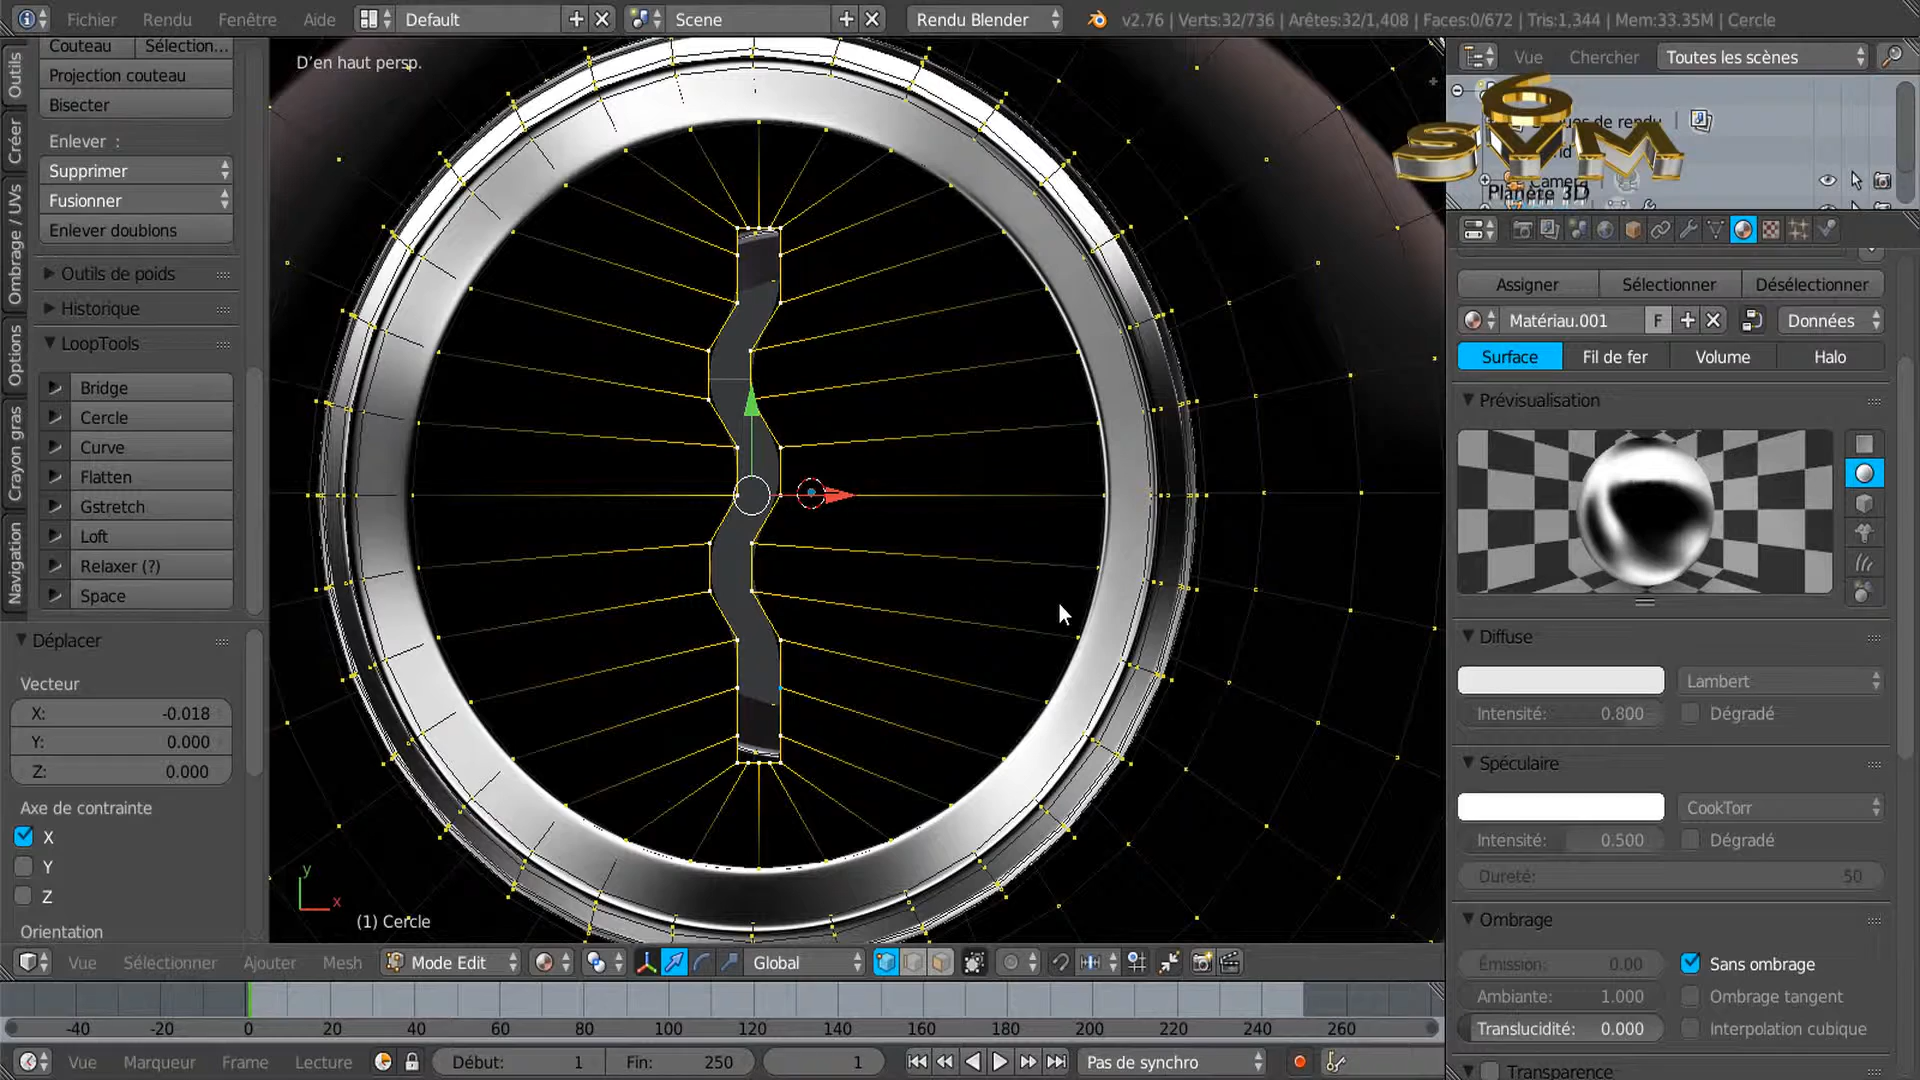 Fichier Rendu Fenêtre Aide Default Scene Rendu Blender v2.76 | Verts:32/736 | Arêtes:32/1,408 | Faces:0/672 | Tris:1,344 | Mem:33.35M | Cercle
Outils
Créer
Ombrage / UVs
Options
Crayon gras
Navigation
Couteau Sélection...
Projection couteau
Bisecter
Enlever :
Supprimer
Fusionner
Enlever doublons
Outils de poids
Historique
LoopTools
Bridge
Cercle
Curve
Flatten
Gstretch
Loft
Relaxer (?)
Space
Déplacer
Vecteur
X: -0.018
Y: 0.000
Z: 0.000
Axe de contrainte
X
Y
Z
Orientation
D'en haut persp.
y
x
(1) Cercle
Vue Chercher Toutes les scènes
6
SYM
Planète 3D
de rendu
Camera
Assigner Sélectionner Désélectionner
Matériau.001 F Données
Surface Fil de fer Volume Halo
Prévisualisation
Diffuse
Lambert
Intensité: 0.800 Dégradé
Spéculaire
CookTorr
Intensité: 0.500 Dégradé
Dureté: 50
Ombrage
Émission: 0.00 Sans ombrage
Ambiante: 1.000 Ombrage tangent
Translucidité: 0.000 Interpolation cubique
Transparence
Vue Sélectionner Ajouter Mesh Mode Edit Global
-40 -20 0 20 40 60 80 100 120 140 160 180 200 220 240 260
Vue Marqueur Frame Lecture Début: 1 Fin: 250 1 Pas de synchro